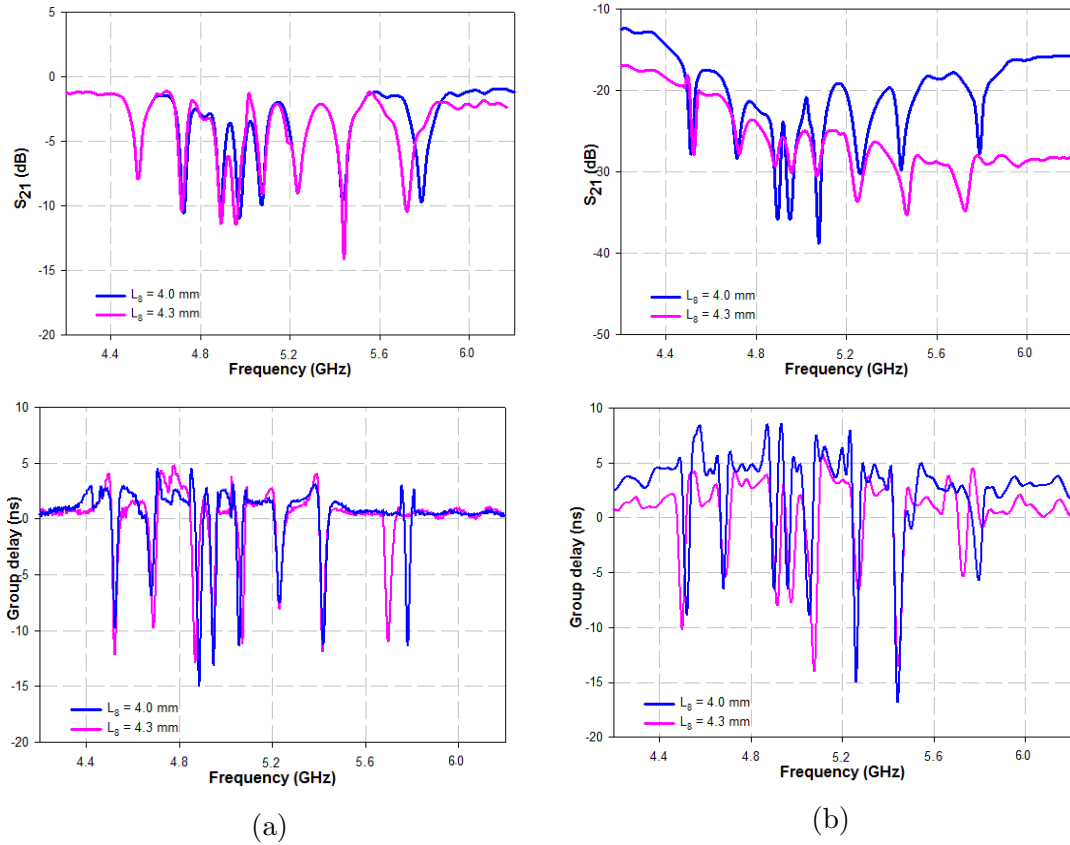 5
0
-5
-10
-15
-20
S21 (dB)
L8 = 4.0 mm
L8 = 4.3 mm
4.4 4.8 5.2 5.6 6.0
Frequency (GHz)
-10
-20
-30
-40
-50
S21 (dB)
L8 = 4.0 mm
L8 = 4.3 mm
4.4 4.8 5.2 5.6 6.0
Frequency (GHz)
10
5
0
-5
-10
-15
-20
Group delay (ns)
L8 = 4.0 mm
L8 = 4.3 mm
4.4 4.8 5.2 5.6 6.0
Frequency (GHz)
10
5
0
-5
-10
-15
-20
Group delay (ns)
L8 = 4.0 mm
L8 = 4.3 mm
4.4 4.8 5.2 5.6 6.0
Frequency (GHz)
(a)
(b)